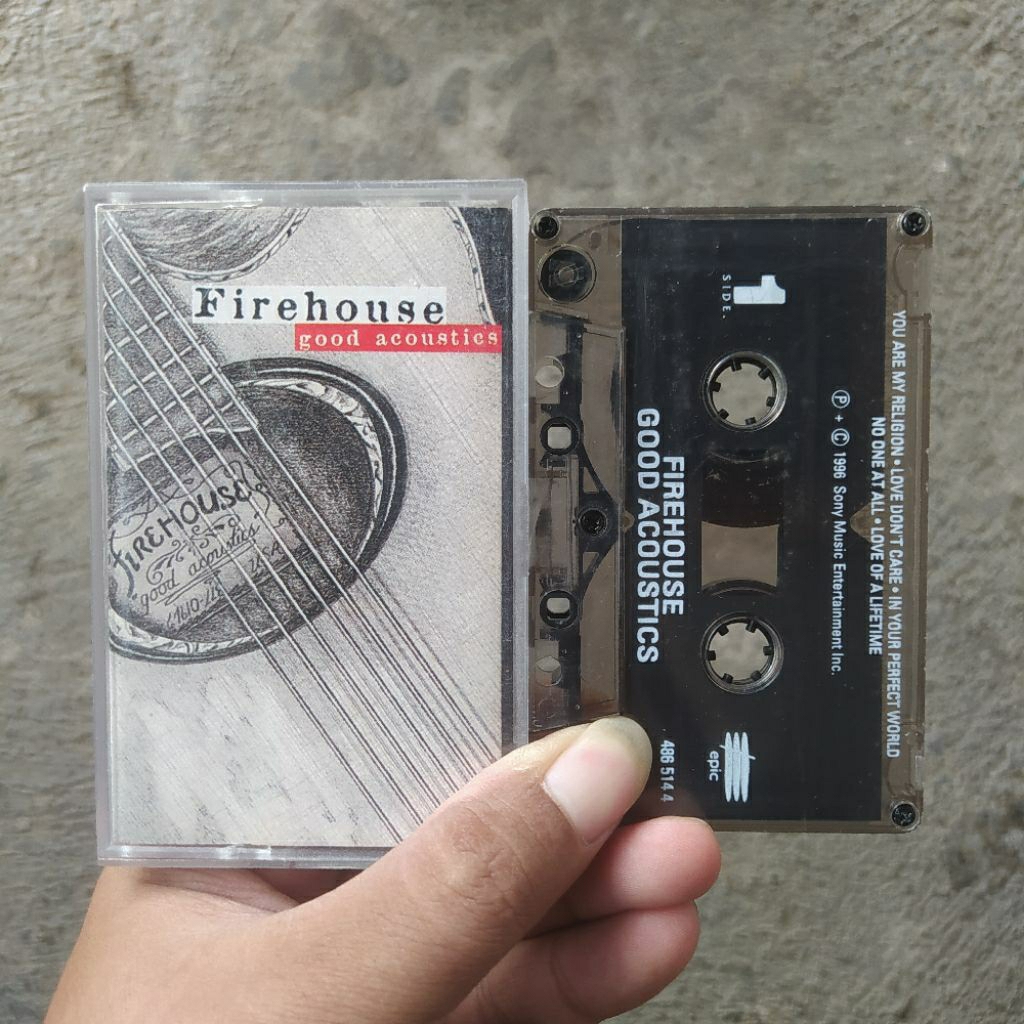 Firehouse
good acoustics
FIREHOUSE
good acoustics
USA
1
SIDE.
YOU ARE MY RELIGION • LOVE DON'T CARE • IN YOUR PERFECT WORLD
NO ONE AT ALL • LOVE OF A LIFETIME
Ⓟ + © 1996 Sony Music Entertainment Inc.
FIREHOUSE
GOOD ACOUSTICS
epic
486 514 4